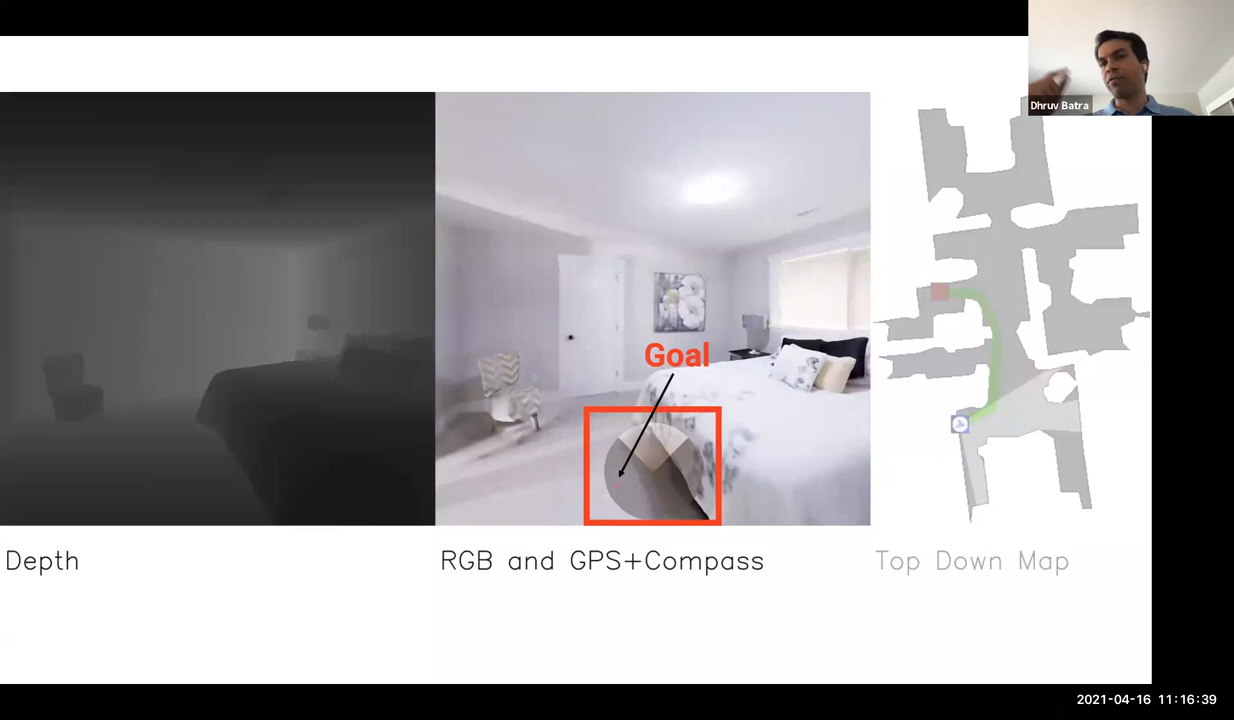 Dhruv Batra
Goal
Depth
RGB and GPS+Compass
Top Down Map
2021-04-16 11:16:39